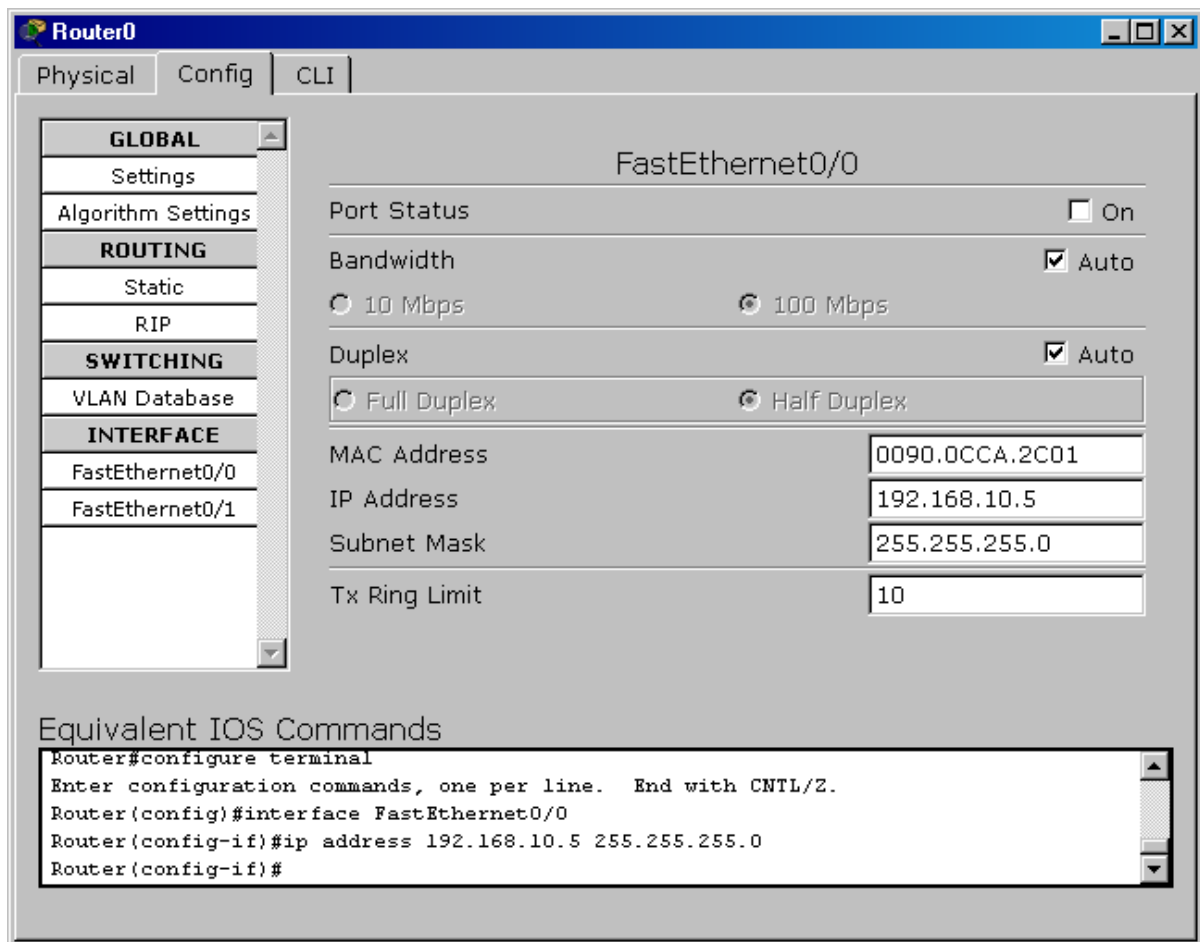 Router0
Physical Config CLI
GLOBAL
Settings
Algorithm Settings
ROUTING
Static
RIP
SWITCHING
VLAN Database
INTERFACE
FastEthernet0/0
FastEthernet0/1
FastEthernet0/0
Port Status On
Bandwidth Auto
10 Mbps 100 Mbps
Duplex Auto
Full Duplex Half Duplex
MAC Address 0090.0CCA.2C01
IP Address 192.168.10.5
Subnet Mask 255.255.255.0
Tx Ring Limit 10
Equivalent IOS Commands
Router#configure terminal
Enter configuration commands, one per line.  End with CNTL/Z.
Router(config)#interface FastEthernet0/0
Router(config-if)#ip address 192.168.10.5 255.255.255.0
Router(config-if)#